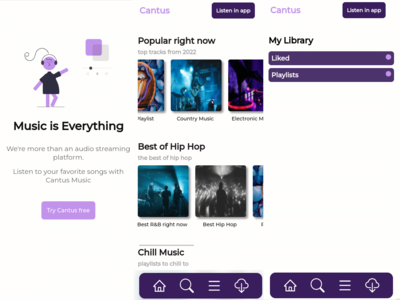 Music is Everything
We're more than an audio streaming
platform.
Listen to your favorite songs with
Cantus Music
Try Cantus free
Cantus
Listen in app
Popular right now
top tracks from 2022
Playlist
Country Music
Electronic M
Best of Hip Hop
the best of hip hop
Best R&B right now
Best Hip Hop
Chill Music
playlists to chill to
Cantus
Listen in app
My Library
Liked
Playlists